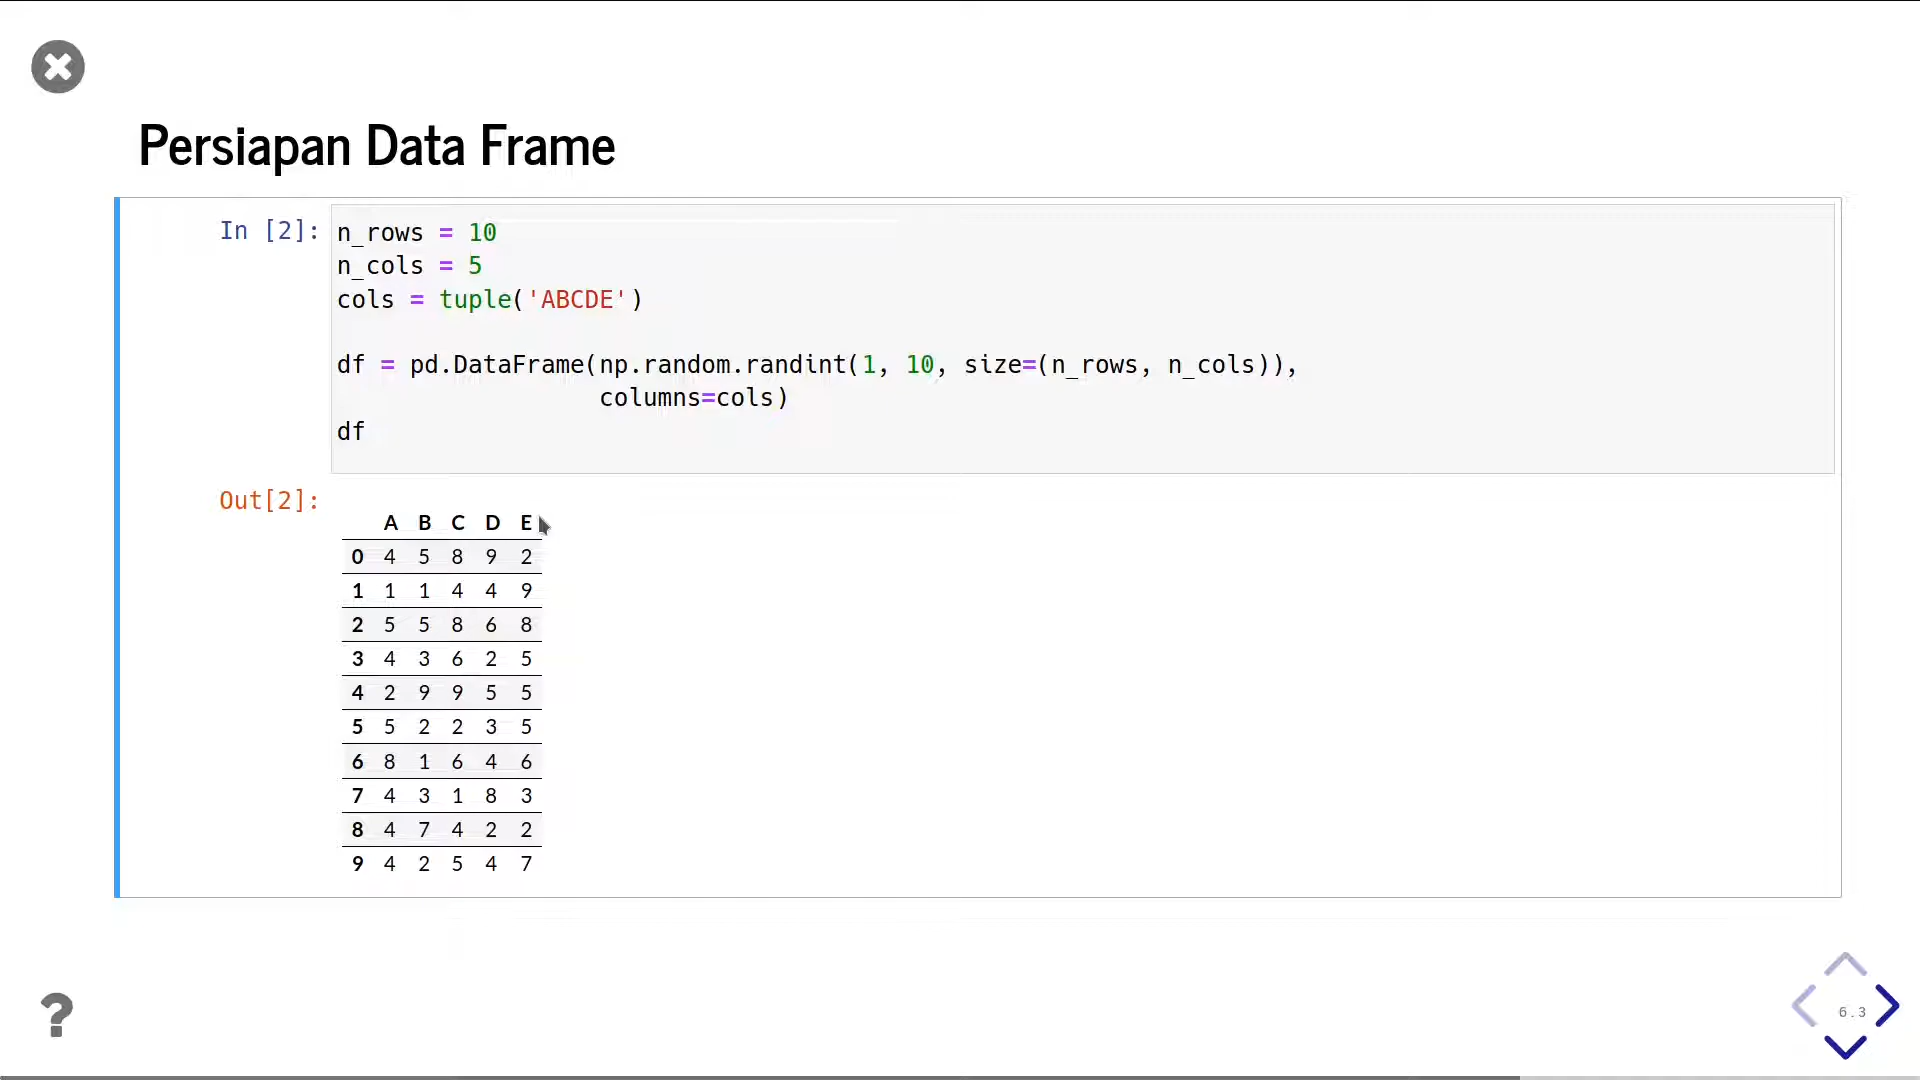 Persiapan Data Frame
In [2]: n_rows = 10
n_cols = 5
cols = tuple('ABCDE')
df = pd.DataFrame(np.random.randint(1, 10, size=(n_rows, n_cols)),
columns=cols)
df
Out[2]:
A B C D E
0 4 5 8 9 2
1 1 1 4 4 9
2 5 5 8 6 8
3 4 3 6 2 5
4 2 9 9 5 5
5 5 2 2 3 5
6 8 1 6 4 6
7 4 3 1 8 3
8 4 7 4 2 2
9 4 2 5 4 7
?
6.3